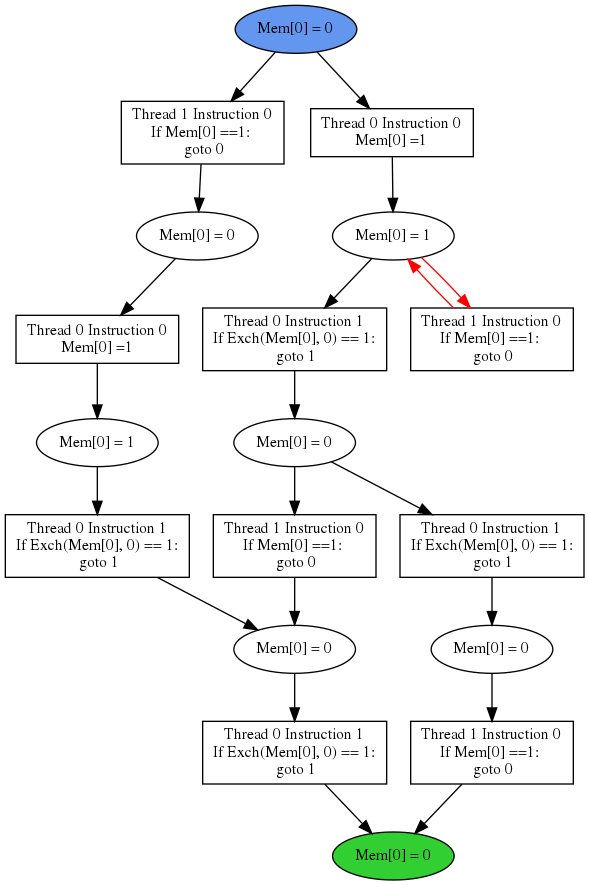 Mem[0] = 0
Thread 1 Instruction 0
If Mem[0] ==1:
goto 0
Thread 0 Instruction 0
Mem[0] =1
Mem[0] = 0
Mem[0] = 1
Thread 0 Instruction 0
Mem[0] =1
Thread 0 Instruction 1
If Exch(Mem[0], 0) == 1:
goto 1
Thread 1 Instruction 0
If Mem[0] ==1:
goto 0
Mem[0] = 1
Mem[0] = 0
Thread 0 Instruction 1
If Exch(Mem[0], 0) == 1:
goto 1
Thread 1 Instruction 0
If Mem[0] ==1:
goto 0
Thread 0 Instruction 1
If Exch(Mem[0], 0) == 1:
goto 1
Mem[0] = 0
Mem[0] = 0
Thread 0 Instruction 1
If Exch(Mem[0], 0) == 1:
goto 1
Thread 1 Instruction 0
If Mem[0] ==1:
goto 0
Mem[0] = 0